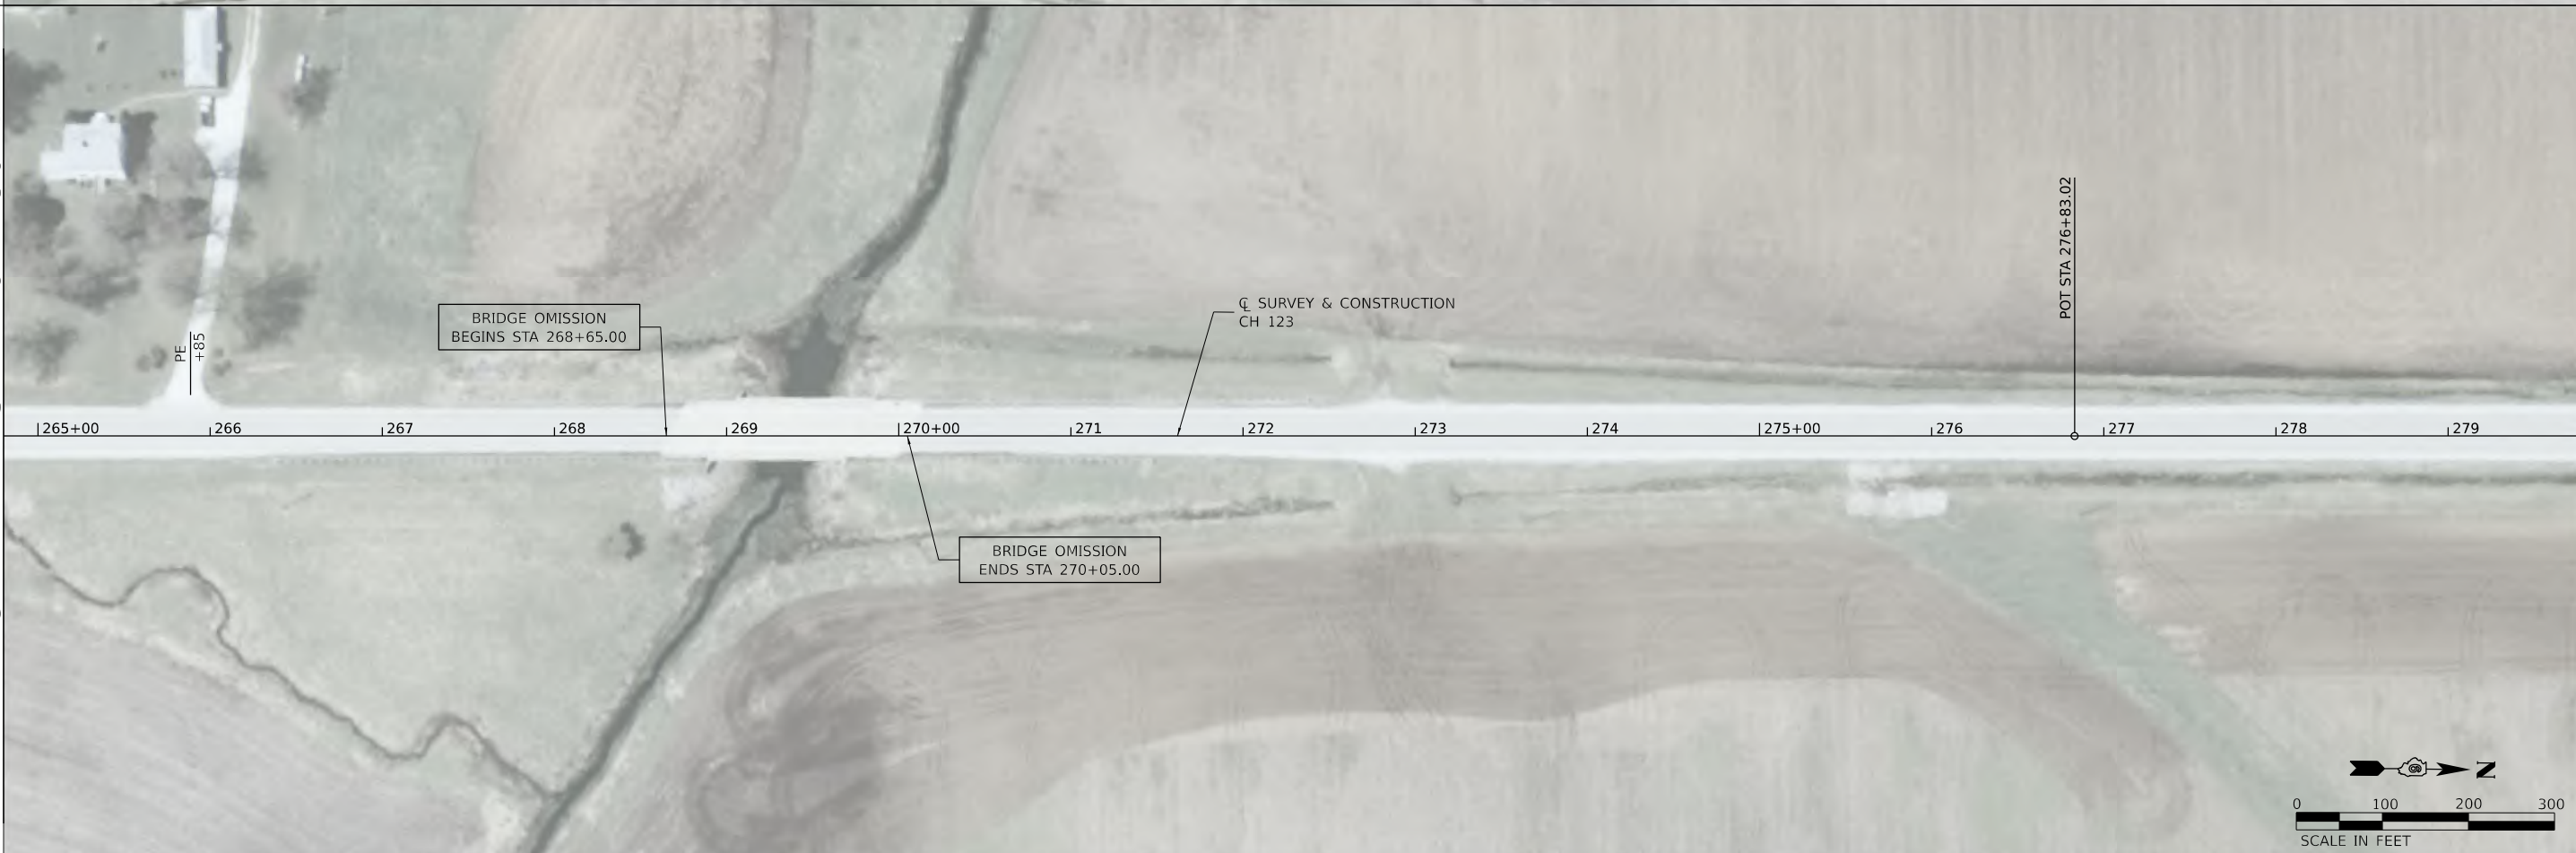 POT STA 276+83.02
BRIDGE OMISSION
BEGINS STA 268+65.00
℄ SURVEY & CONSTRUCTION
CH 123
PE
+85
265+00
266
267
268
269
270+00
271
272
273
274
275+00
276
277
278
279
BRIDGE OMISSION
ENDS STA 270+05.00
N
0 100 200 300
SCALE IN FEET